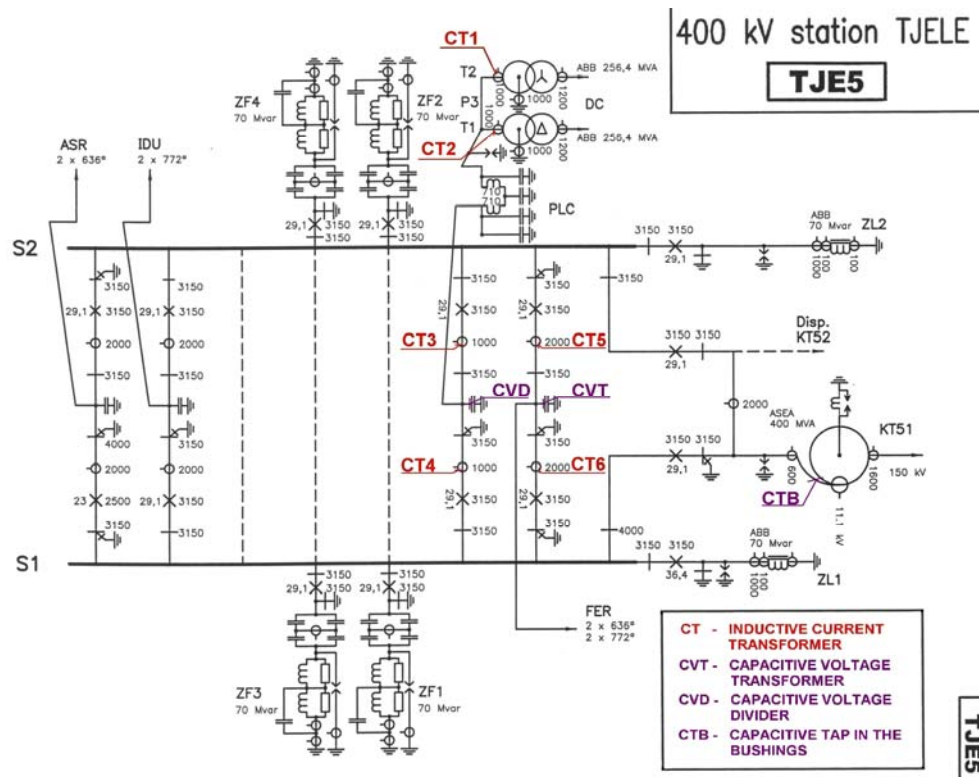 400 kV station TJELE
TJE5
CT1
T2
1000
1000
1200
ABB 256,4 MVA
P3
1000
DC
T1
1000
1200
ABB 256,4 MVA
CT2
ZF4
70 Mvar
ZF2
70 Mvar
ASR
2 x 636°
IDU
2 x 772°
710
710
PLC
29,1 3150
3150
29,1 3150
3150
S2
3150 3150
29,1
ABB
70 Mvar
ZL2
1000
100
100
3150
3150
3150
3150
3150
29,1 3150
29,1 3150
29,1
3150
29,1
3150
2000
2000
CT3
1000
2000
CT5
3150 3150
29,1
Disp.
KT52
3150
3150
3150
3150
CVD
CVT
2000
ASEA
400 MVA
KT51
4000
3150
3150
3150
3150 3150
29,1
600
1600
150 kV
2000
2000
CT4
1000
2000
CT6
CTB
23 2500
29,1 3150
29,1
3150
29,1
3150
11,1 kV
3150
3150
3150
3150
4000
S1
3150 3150
36,4
ABB
70 Mvar
1000
100
ZL1
3150
29,1 3150
3150
29,1 3150
FER
2 x 636°
2 x 772°
ZF3
70 Mvar
ZF1
70 Mvar
CT - INDUCTIVE CURRENT
TRANSFORMER
CVT - CAPACITIVE VOLTAGE
TRANSFORMER
CVD - CAPACITIVE VOLTAGE
DIVIDER
CTB - CAPACITIVE TAP IN THE
BUSHINGS
TJE5